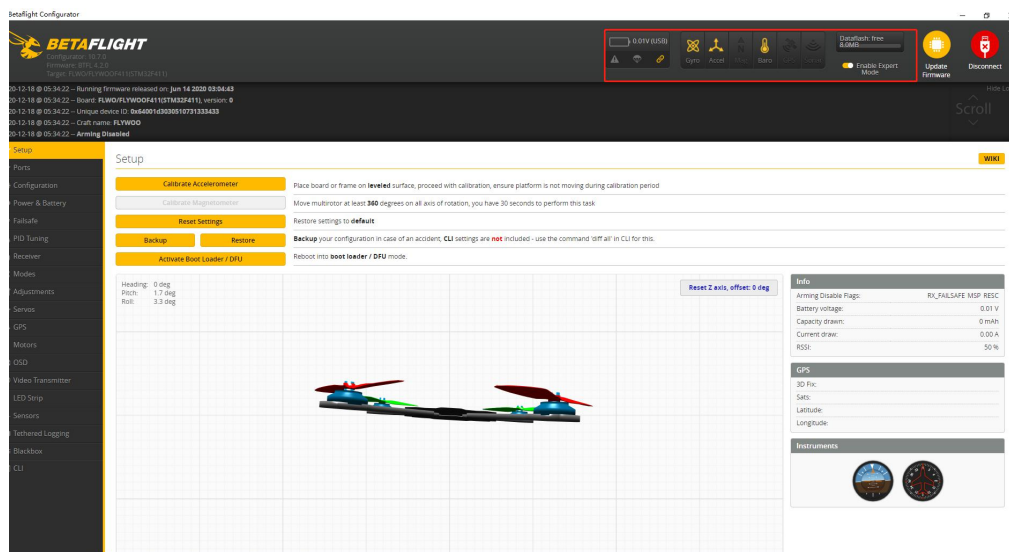 Betaflight Configurator
BETAFLIGHT
Configurator: 10.7.0
Firmware: BTFL 4.2.0
Target: FLWO/FLYWOOF411(STM32F411)
0.01V (USB)
Gyro Accel Mag Baro GPS Sonar
Dataflash: free
8.0MB
Enable Expert
Mode
Update
Firmware
Disconnect
20-12-18 @ 05:34:22 -- Running firmware released on: Jun 14 2020 03:04:43
20-12-18 @ 05:34:22 -- Board: FLWO/FLYWOOF411(STM32F411), version: 0
20-12-18 @ 05:34:22 -- Unique device ID: 0x64001d3030510731333433
20-12-18 @ 05:34:22 -- Craft name: FLYWOO
20-12-18 @ 05:34:22 -- Arming Disabled
Hide Lo
Scroll
Setup
Ports
Configuration
Power & Battery
Failsafe
PID Tuning
Receiver
Modes
Adjustments
Servos
GPS
Motors
OSD
Video Transmitter
LED Strip
Sensors
Tethered Logging
Blackbox
CLI
Setup
WIKI
Calibrate Accelerometer
Place board or frame on leveled surface, proceed with calibration, ensure platform is not moving during calibration period
Calibrate Magnetometer
Move multirotor at least 360 degrees on all axis of rotation, you have 30 seconds to perform this task
Reset Settings
Restore settings to default
Backup Restore
Backup your configuration in case of an accident, CLI settings are not included - use the command 'diff all' in CLI for this.
Activate Boot Loader / DFU
Reboot into boot loader / DFU mode.
Heading: 0 deg
Pitch: 1.7 deg
Roll: 3.3 deg
Reset Z axis, offset: 0 deg
Info
Arming Disable Flags: RX_FAILSAFE MSP RESC
Battery voltage: 0.01 V
Capacity drawn: 0 mAh
Current draw: 0.00 A
RSSI: 50 %
GPS
3D Fix:
Sats:
Latitude:
Longitude:
Instruments